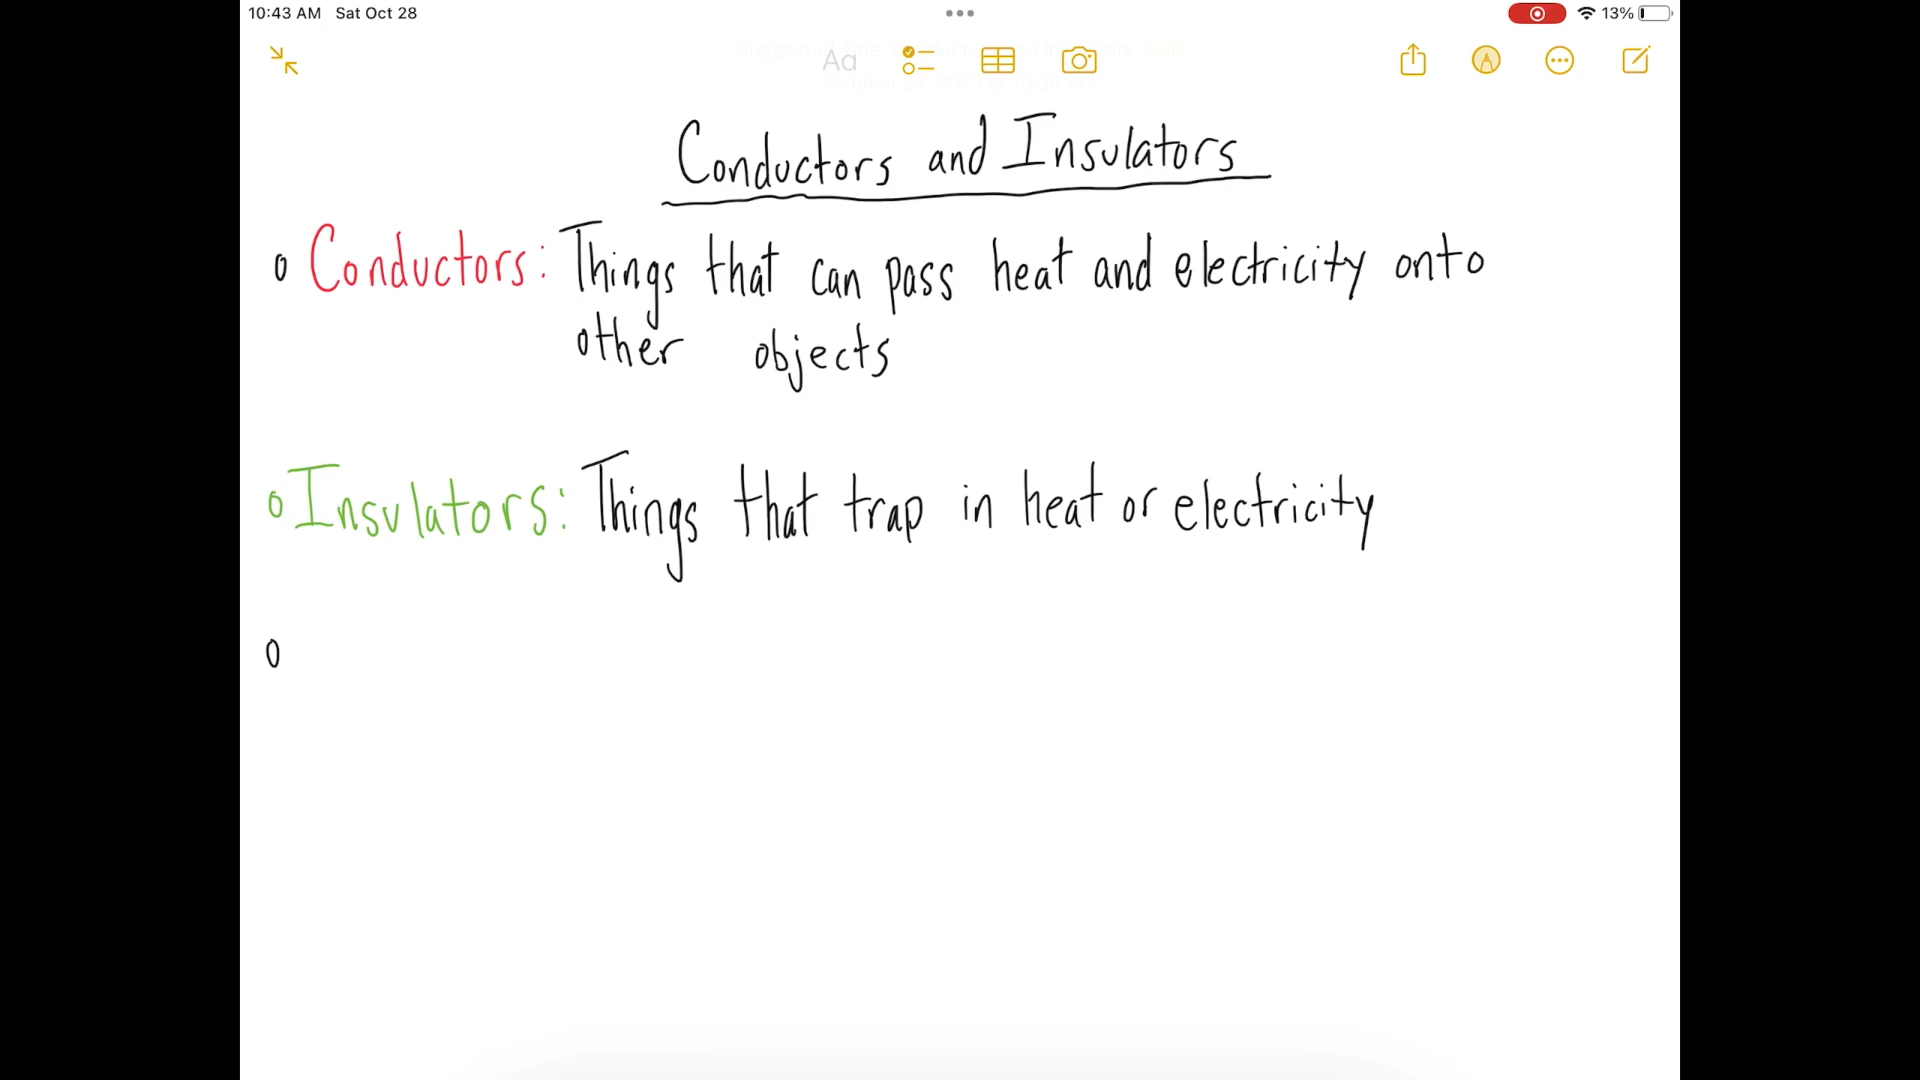 10:43 AM Sat Oct 28
13%
Aa
Conductors and Insulators
o Conductors: Things that can pass heat and electricity onto
other objects
o Insulators: Things that trap in heat or electricity
o